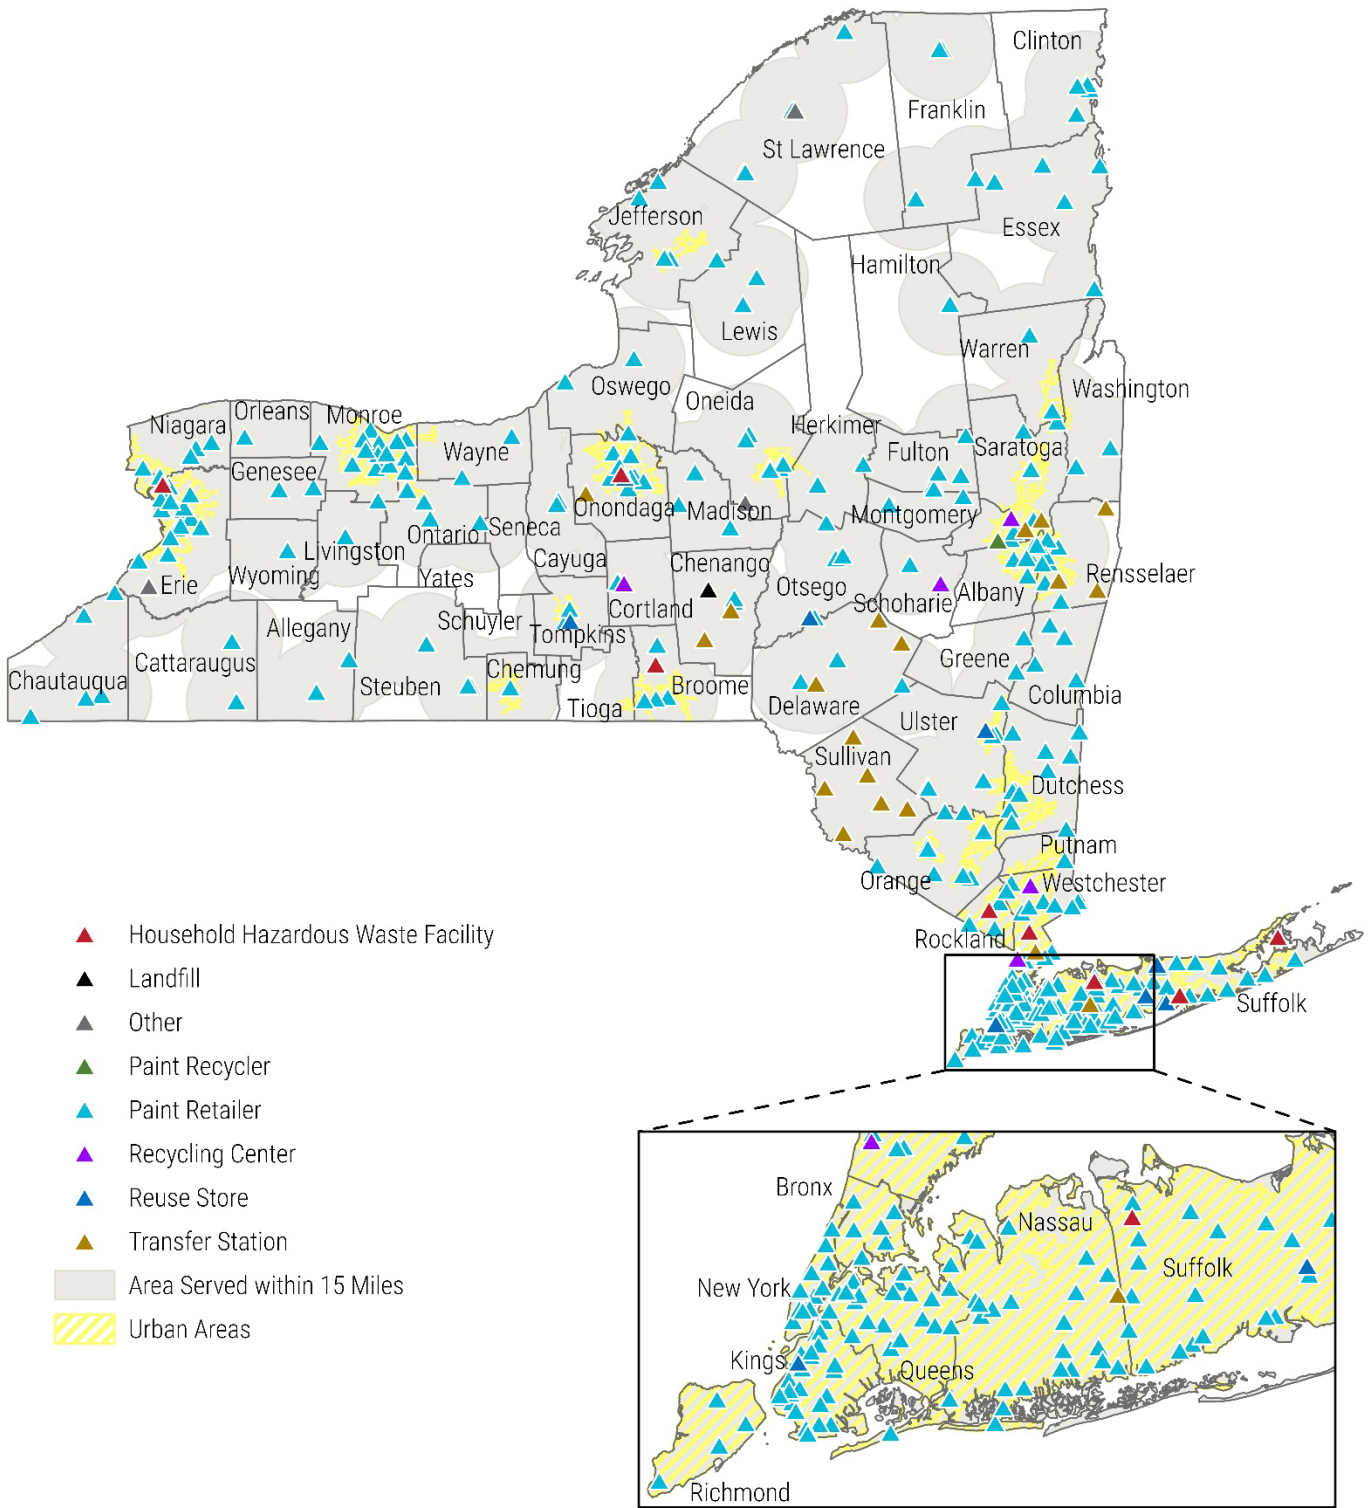 Clinton
Franklin
St Lawrence
Jefferson
Essex
Hamilton
Lewis
Warren
Oswego
Washington
Oneida
Orleans
Monroe
Niagara
Herkimer
Wayne
Fulton
Saratoga
Genesee
Onondaga
Madison
Montgomery
Ontario
Seneca
Livingston
Cayuga
Chenango
Wyoming
Yates
Erie
Otsego
Rensselaer
Albany
Schoharie
Cortland
Schuyler
Allegany
Tompkins
Cattaraugus
Greene
Chemung
Chautauqua
Steuben
Broome
Columbia
Tioga
Delaware
Ulster
Sullivan
Dutchess
Putnam
Orange
Westchester
Rockland
Suffolk
Household Hazardous Waste Facility
Landfill
Other
Paint Recycler
Paint Retailer
Recycling Center
Reuse Store
Transfer Station
Area Served within 15 Miles
Urban Areas
Bronx
Nassau
Suffolk
New York
Kings
Queens
Richmond